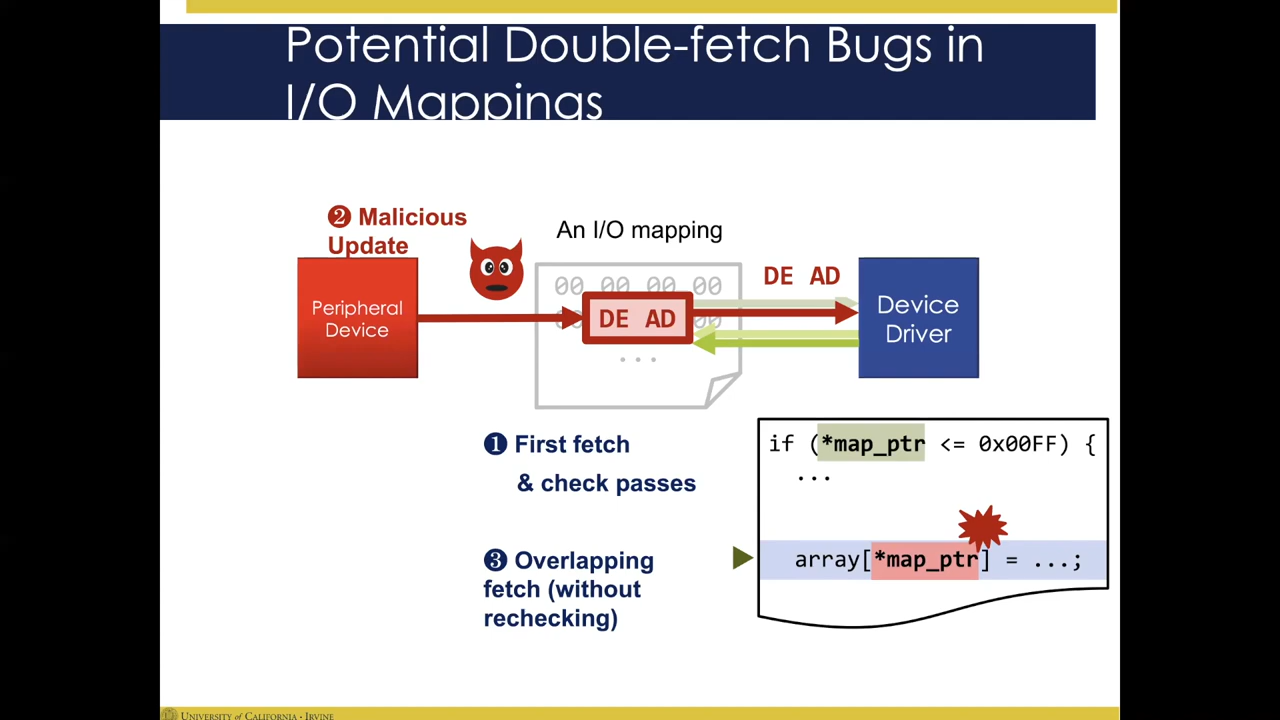 Potential Double-fetch Bugs in
I/O Mappings
❷ Malicious
Update
An I/O mapping
Peripheral
Device
00 00 00 00
DE AD
00
...
DE AD
Device
Driver
❶ First fetch
& check passes
❸ Overlapping
fetch (without
rechecking)
if (*map_ptr <= 0x00FF) {
...
array[*map_ptr] = ...;
UNIVERSITY of CALIFORNIA • IRVINE